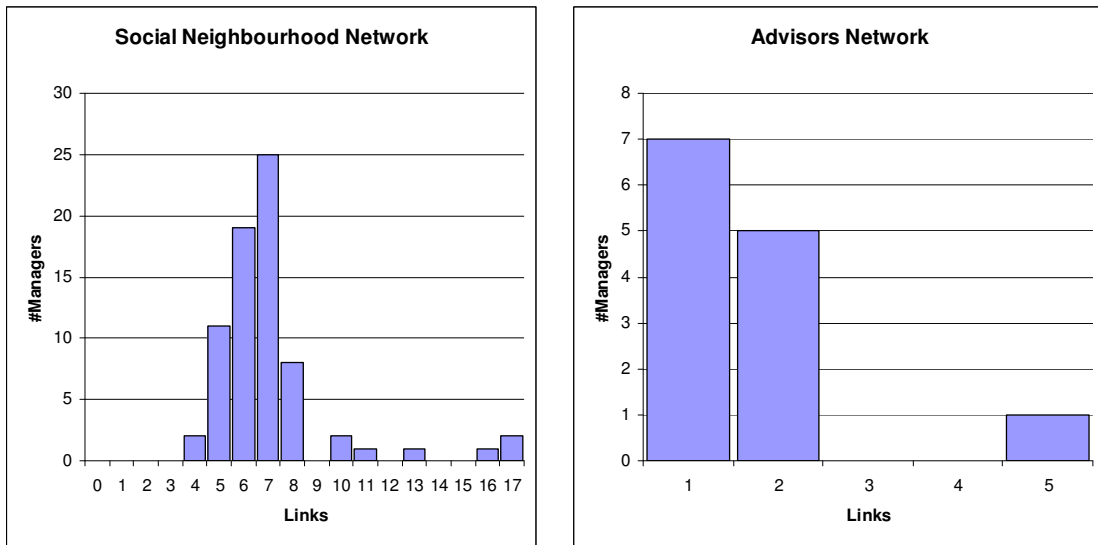 Social Neighbourhood Network
30
25
20
15
10
5
0
#Managers
0 1 2 3 4 5 6 7 8 9 10 11 12 13 14 15 16 17
Links
Advisors Network
8
7
6
5
4
3
2
1
0
#Managers
1 2 3 4 5
Links